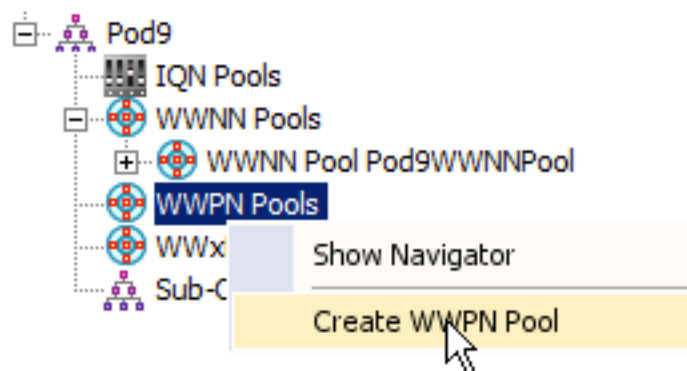 Pod9
IQN Pools
WWNN Pools
WWNN Pool Pod9WWNNPool
WWPN Pools
Show Navigator
Create WWPN Pool